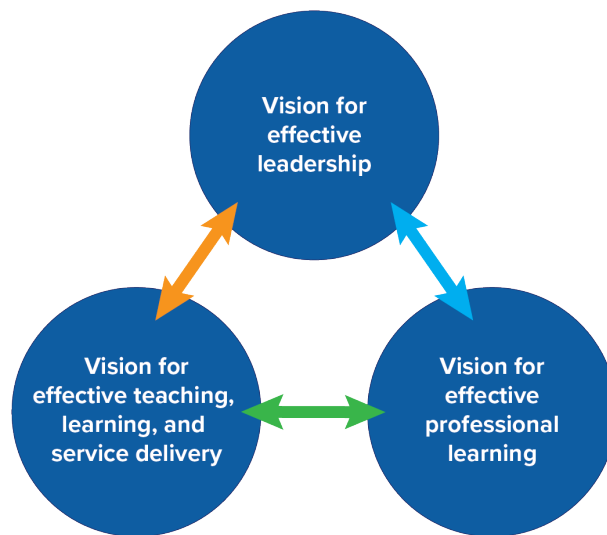 Vision for
effective
leadership
Vision for
effective teaching,
learning, and
service delivery
Vision for
effective
professional
learning